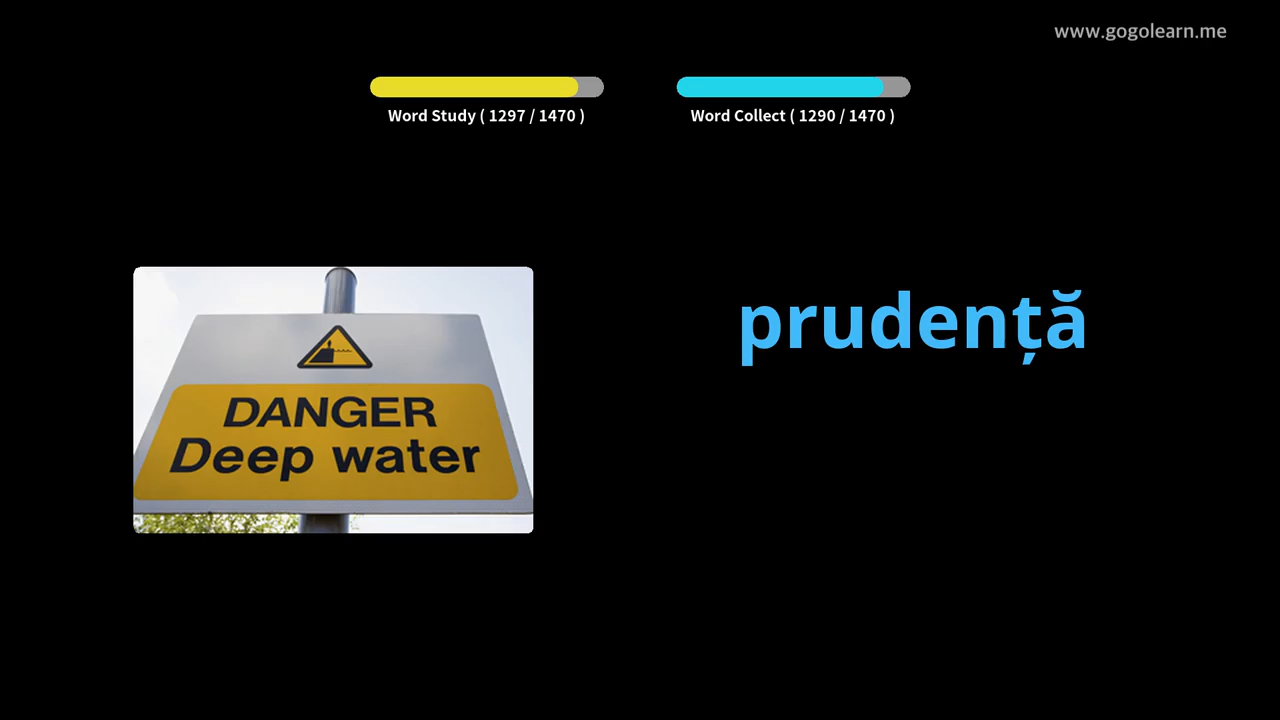 www.gogolearn.me
Word Study ( 1297 / 1470 )
Word Collect ( 1290 / 1470 )
DANGER
Deep water
prudență